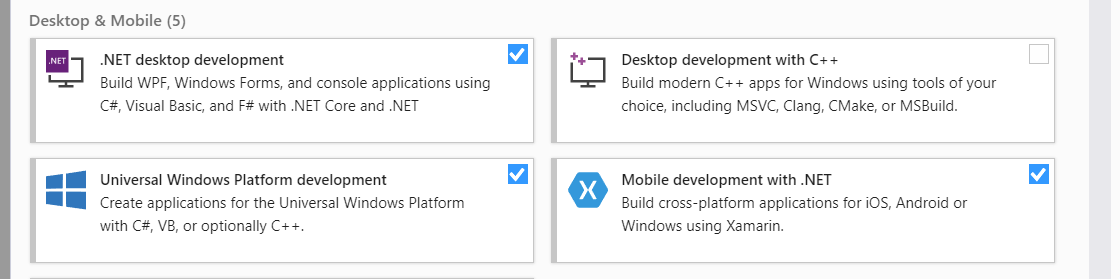 Desktop & Mobile (5)
.NET
.NET desktop development
Build WPF, Windows Forms, and console applications using
C#, Visual Basic, and F# with .NET Core and .NET
Desktop development with C++
Build modern C++ apps for Windows using tools of your
choice, including MSVC, Clang, CMake, or MSBuild.
Universal Windows Platform development
Create applications for the Universal Windows Platform
with C#, VB, or optionally C++.
Mobile development with .NET
Build cross-platform applications for iOS, Android or
Windows using Xamarin.